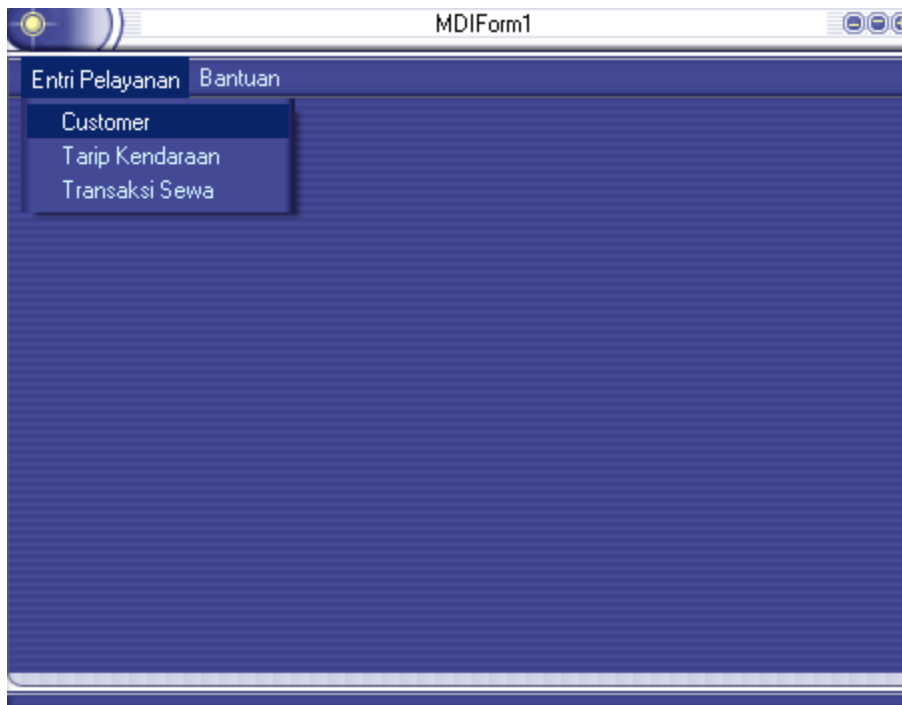 MDIForm1
Entri Pelayanan Bantuan
Customer
Tarip Kendaraan
Transaksi Sewa